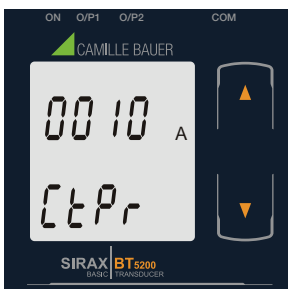 ON O/P1 O/P2 COM
CAMILLE BAUER
0010 A
CtPr
SIRAX BT5200
BASIC TRANSDUCER